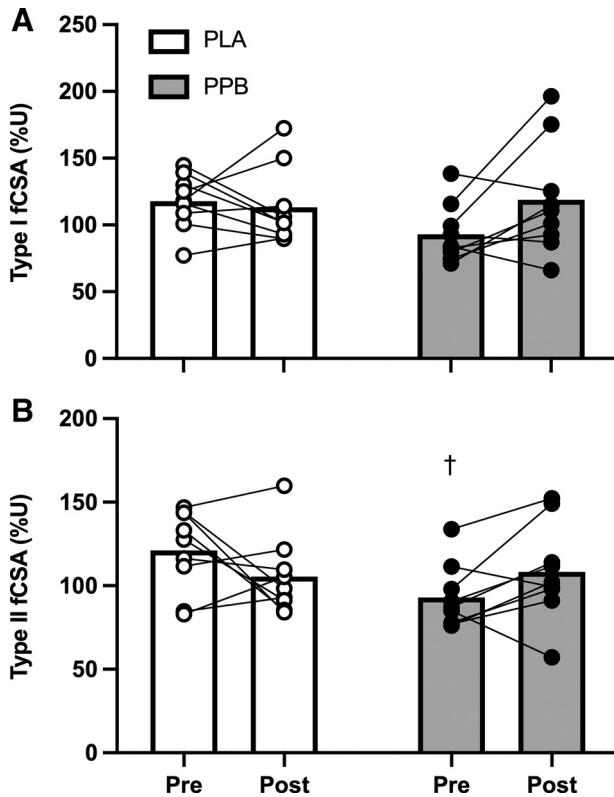 A
PLA
PPB
Type I fCSA (%U)
250
200
150
100
50
0
B
†
Type II fCSA (%U)
200
150
100
50
0
Pre Post Pre Post